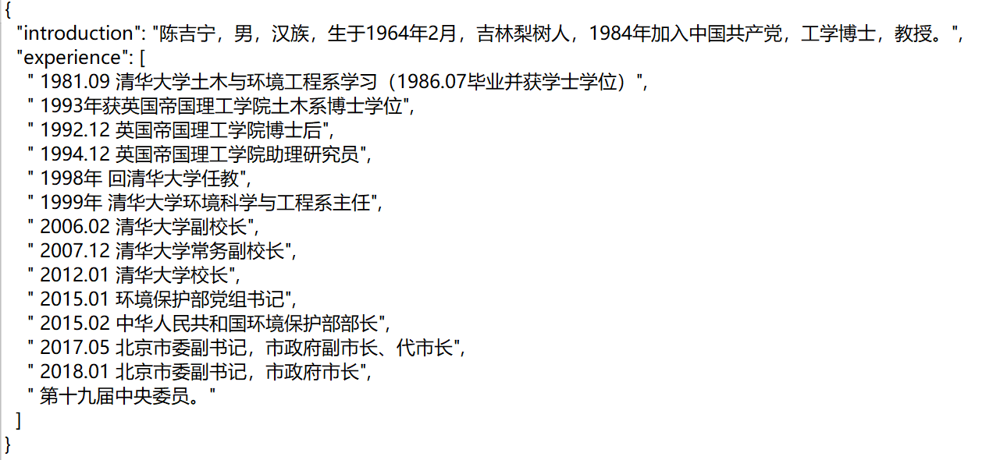 {
"introduction": "陈吉宁，男，汉族，生于1964年2月，吉林梨树人，1984年加入中国共产党，工学博士，教授。",
"experience": [
" 1981.09 清华大学土木与环境工程系学习（1986.07毕业并获学士学位）",
" 1993年获英国帝国理工学院土木系博士学位",
" 1992.12 英国帝国理工学院博士后",
" 1994.12 英国帝国理工学院助理研究员",
" 1998年 回清华大学任教",
" 1999年 清华大学环境科学与工程系主任",
" 2006.02 清华大学副校长",
" 2007.12 清华大学常务副校长",
" 2012.01 清华大学校长",
" 2015.01 环境保护部党组书记",
" 2015.02 中华人民共和国环境保护部部长",
" 2017.05 北京市委副书记，市政府副市长、代市长",
" 2018.01 北京市委副书记，市政府市长",
" 第十九届中央委员。"
]
}